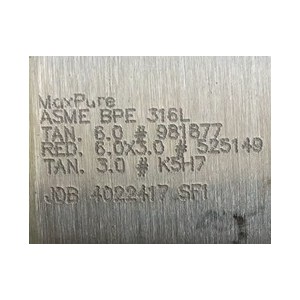 MaxPure
ASME BPE 316L
TAN. 6.0 # 981877
RED. 6.0X3.0 # 525149
TAN. 3.0 # K5H7
JOB 4022417 SF1